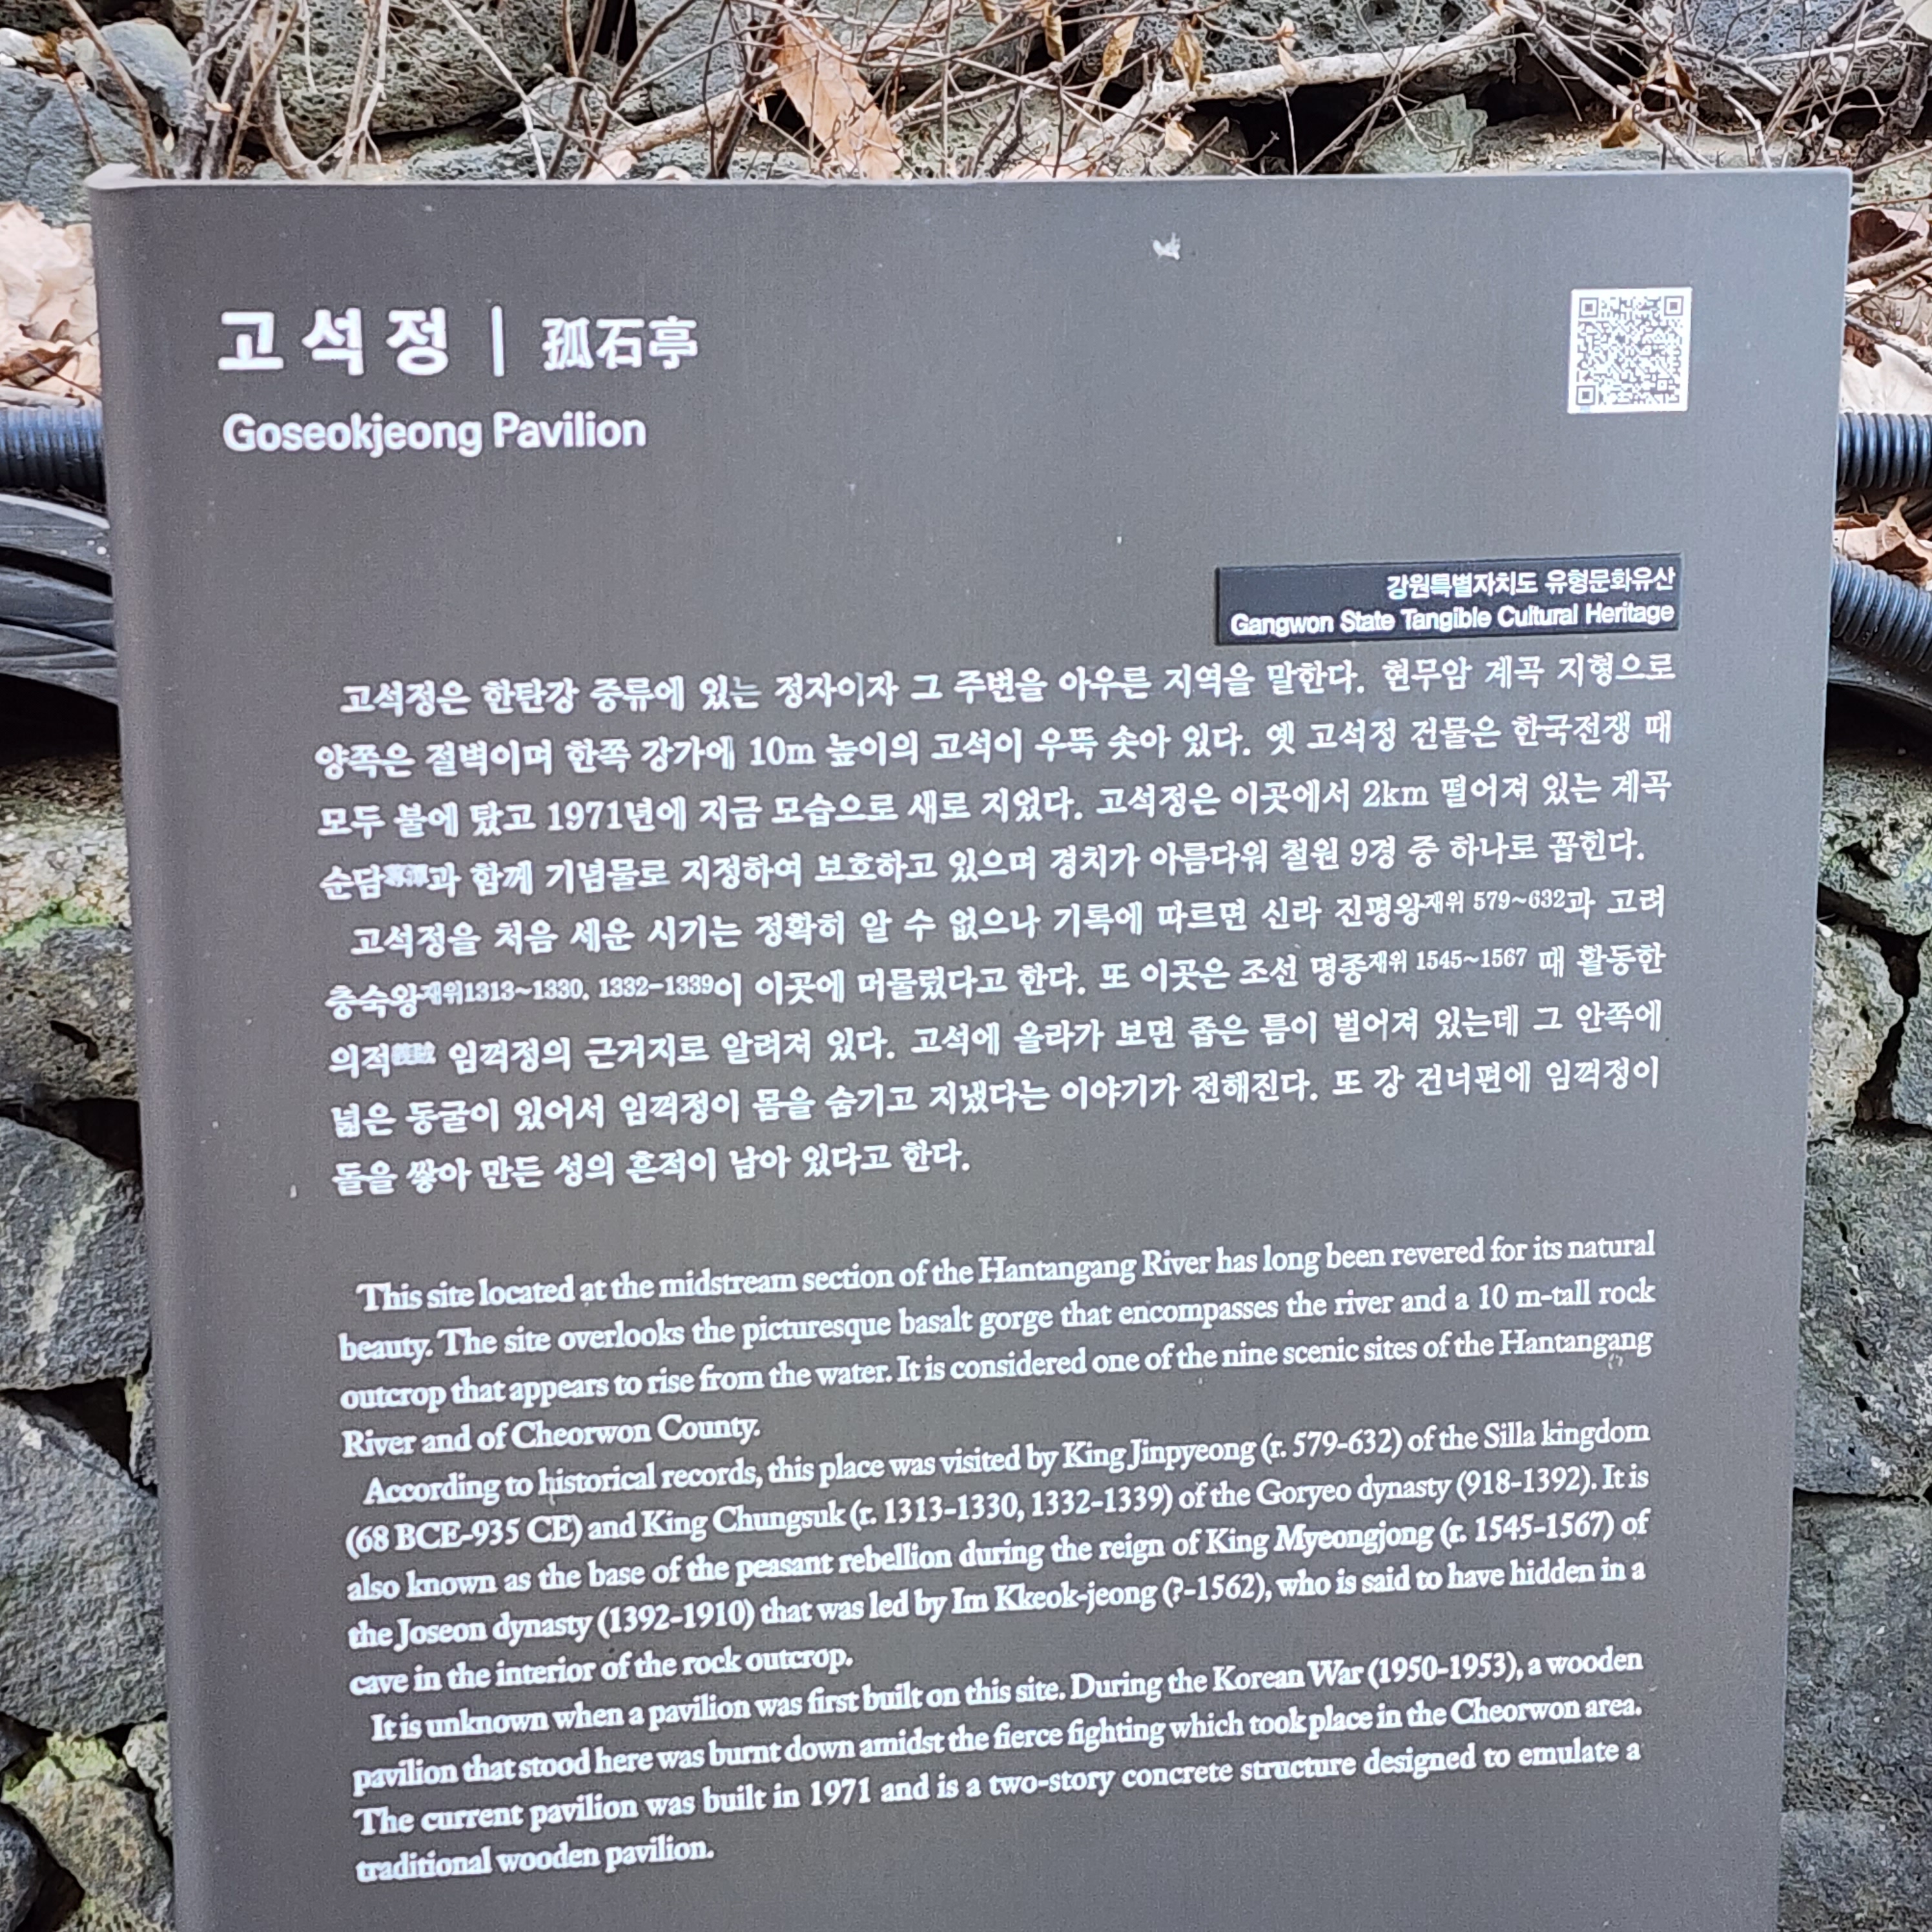 고석정 | 孤石亭
Goseokjeong Pavilion
강원특별자치도 유형문화유산
Gangwon State Tangible Cultural Heritage
고석정은 한탄강 중류에 있는 정자이자 그 주변을 아우른 지역을 말한다. 현무암 계곡 지형으로
양쪽은 절벽이며 한쪽 강가에 10m 높이의 고석이 우뚝 솟아 있다. 옛 고석정 건물은 한국전쟁 때
모두 불에 탔고 1971년에 지금 모습으로 새로 지었다. 고석정은 이곳에서 2km 떨어져 있는 계곡
순담과 함께 기념물로 지정하여 보호하고 있으며 경치가 아름다워 철원 9경 중 하나로 꼽힌다.
고석정을 처음 세운 시기는 정확히 알 수 없으나 기록에 따르면 신라 진평왕재위 579~632과 고려
충숙왕재위1313~1330, 1332-1339이 이곳에 머물렀다고 한다. 또 이곳은 조선 명종재위 1545~1567 때 활동한
의적 임꺽정의 근거지로 알려져 있다. 고석에 올라가 보면 좁은 틈이 벌어져 있는데 그 안쪽에
넓은 동굴이 있어서 임꺽정이 몸을 숨기고 지냈다는 이야기가 전해진다. 또 강 건너편에 임꺽정이
돌을 쌓아 만든 성의 흔적이 남아 있다고 한다.
This site located at the midstream section of the Hantangang River has long been revered for its natural
beauty. The site overlooks the picturesque basalt gorge that encompasses the river and a 10 m-tall rock
outcrop that appears to rise from the water. It is considered one of the nine scenic sites of the Hantangang
River and of Cheorwon County.
According to historical records, this place was visited by King Jinpyeong (r. 579-632) of the Silla kingdom
(68 BCE-935 CE) and King Chungsuk (r. 1313-1330, 1332-1339) of the Goryeo dynasty (918-1392). It is
also known as the base of the peasant rebellion during the reign of King Myeongjong (r. 1545-1567) of
the Joseon dynasty (1392-1910) that was led by Im Kkeok-jeong (?-1562), who is said to have hidden in a
cave in the interior of the rock outcrop.
It is unknown when a pavilion was first built on this site. During the Korean War (1950-1953), a wooden
pavilion that stood here was burnt down amidst the fierce fighting which took place in the Cheorwon area.
The current pavilion was built in 1971 and is a two-story concrete structure designed to emulate a
traditional wooden pavilion.